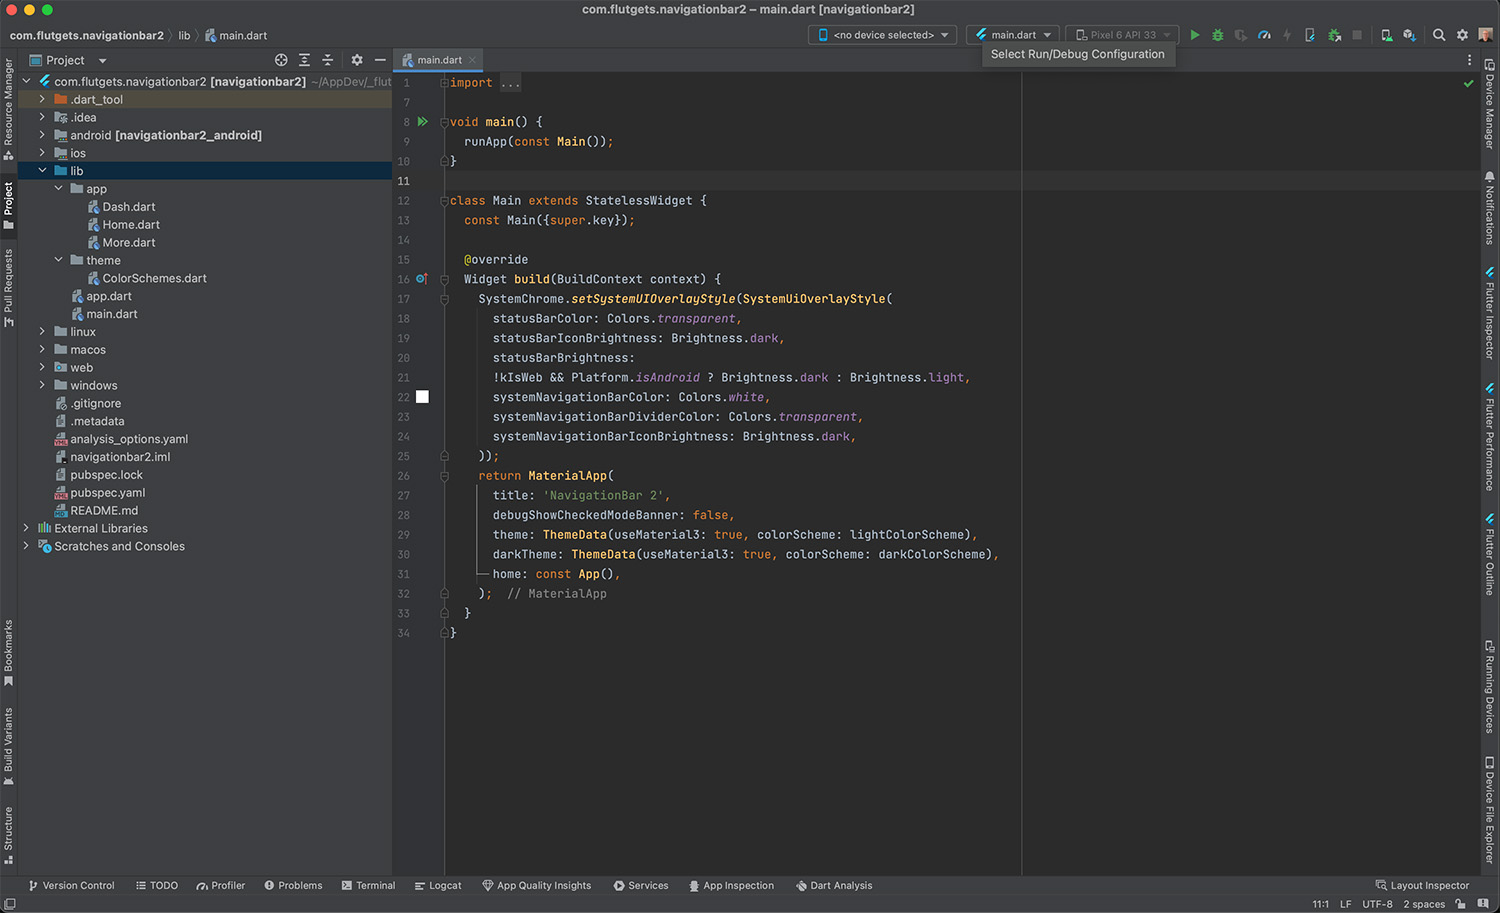 com.flutgets.navigationbar2 – main.dart [navigationbar2]
com.flutgets.navigationbar2 [navigationbar2] lib main.dart
<no device selected> main.dart Pixel 6 API 33
Select Run/Debug Configuration
Project
main.dart
com.flutgets.navigationbar2 [navigationbar2] ~/AppDev/_flut
.dart_tool
.idea
android [navigationbar2_android]
ios
lib
app
Dash.dart
Home.dart
More.dart
theme
ColorSchemes.dart
app.dart
main.dart
linux
macos
web
windows
.gitignore
.metadata
analysis_options.yaml
navigationbar2.iml
pubspec.lock
pubspec.yaml
README.md
External Libraries
Scratches and Consoles
1 import ...
7
8 void main() {
9 runApp(const Main());
10 }
11
12 class Main extends StatelessWidget {
13 const Main({super.key});
14
15 @override
16 Widget build(BuildContext context) {
17 SystemChrome.setSystemUIOverlayStyle(SystemUiOverlayStyle(
18 statusBarColor: Colors.transparent,
19 statusBarIconBrightness: Brightness.dark,
20 statusBarBrightness:
21 !kIsWeb && Platform.isAndroid ? Brightness.dark : Brightness.light,
22 systemNavigationBarColor: Colors.white,
23 systemNavigationBarDividerColor: Colors.transparent,
24 systemNavigationBarIconBrightness: Brightness.dark,
25 ));
26 return MaterialApp(
27 title: 'NavigationBar 2',
28 debugShowCheckedModeBanner: false,
29 theme: ThemeData(useMaterial3: true, colorScheme: lightColorScheme),
30 darkTheme: ThemeData(useMaterial3: true, colorScheme: darkColorScheme),
31 home: const App(),
32 ); // MaterialApp
33 }
34 }
Resource Manager
Project
Pull Requests
Bookmarks
Build Variants
Structure
Device Manager
Notifications
Flutter Inspector
Flutter Performance
Flutter Outline
Running Devices
Device File Explorer
Version Control TODO Profiler Problems Terminal Logcat App Quality Insights Services App Inspection Dart Analysis Layout Inspector
11:1 LF UTF-8 2 spaces